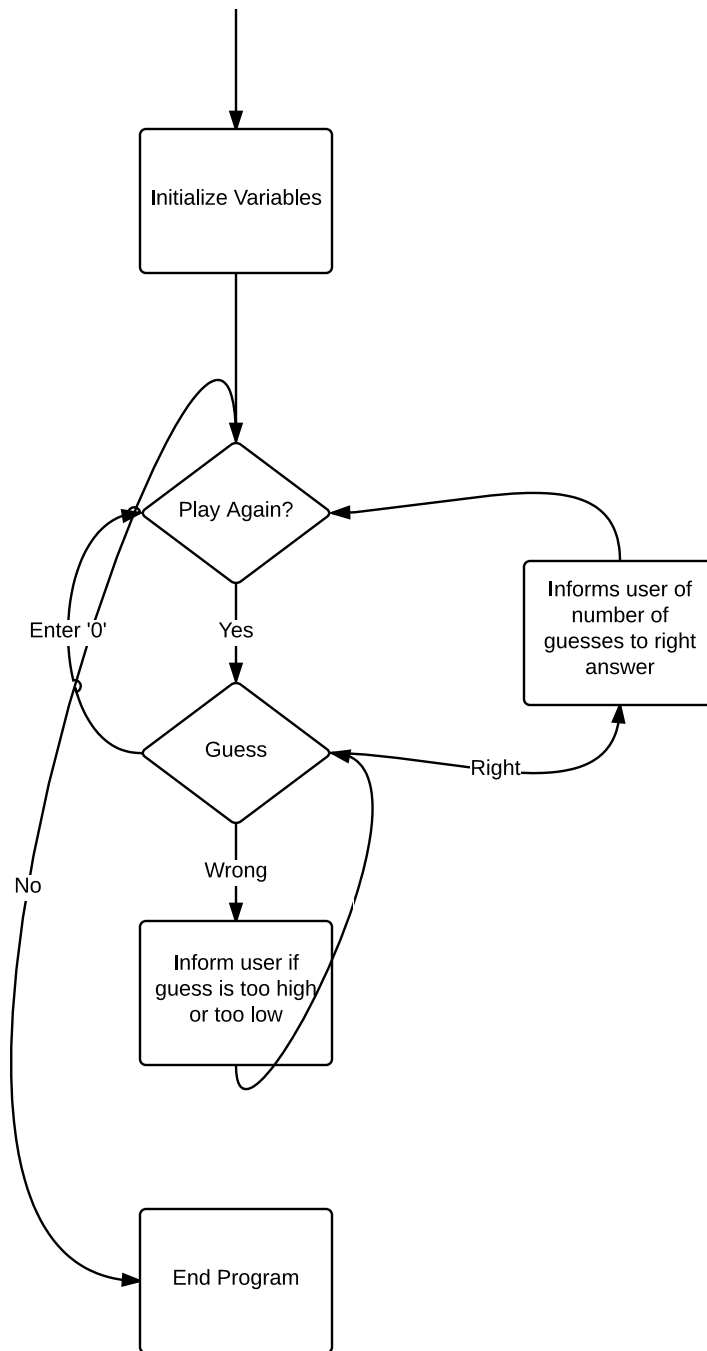 Initialize Variables
Play Again?
Informs user of
number of
guesses to right
answer
Enter '0'
Yes
Guess
Right
Wrong
No
Inform user if
guess is too high
or too low
End Program